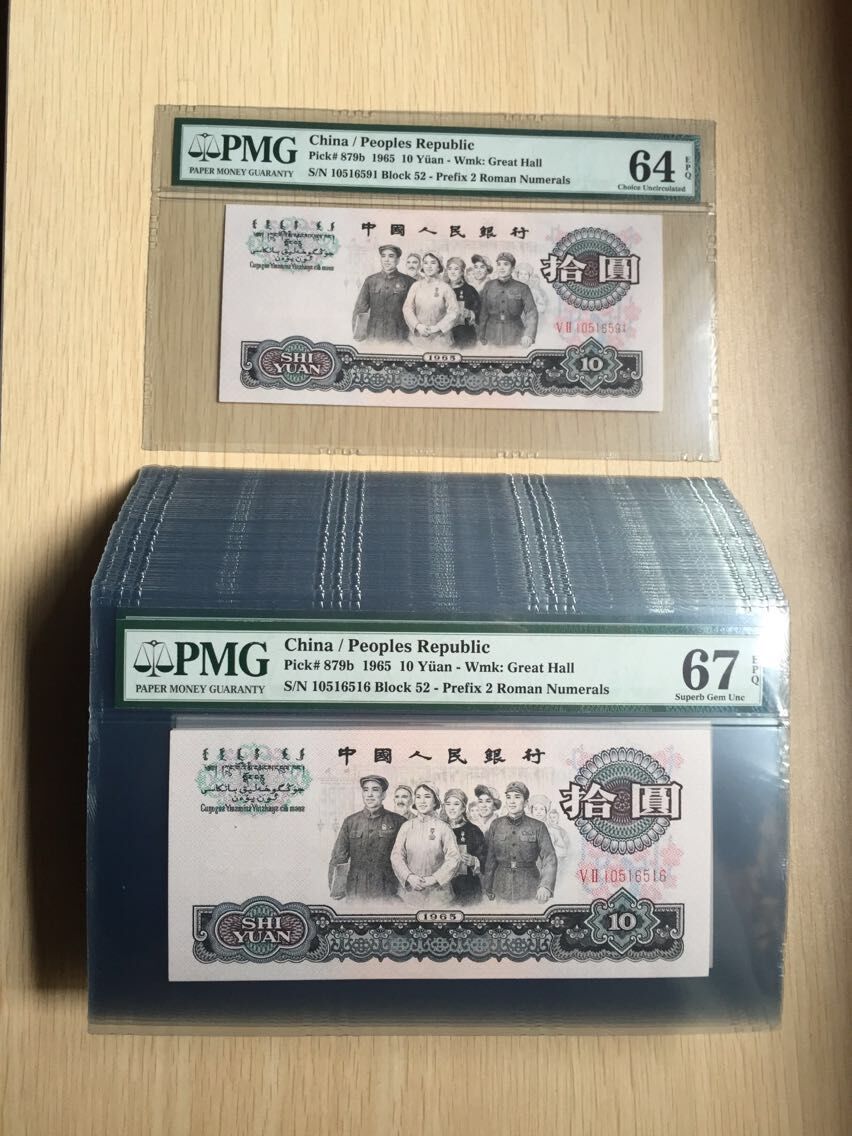 PMG
PAPER MONEY GUARANTY
China / Peoples Republic
Pick# 879b 1965 10 Yüan - Wmk: Great Hall
S/N 10516591 Block 52 - Prefix 2 Roman Numerals
64
EPQ
Choice Uncirculated
中國人民銀行
拾圓
V II 10516591
1965
SHI
YUAN
10
PMG
PAPER MONEY GUARANTY
China / Peoples Republic
Pick# 879b 1965 10 Yüan - Wmk: Great Hall
S/N 10516516 Block 52 - Prefix 2 Roman Numerals
67
EPQ
Superb Gem Unc
中國人民銀行
拾圓
V II 10516516
1965
SHI
YUAN
10